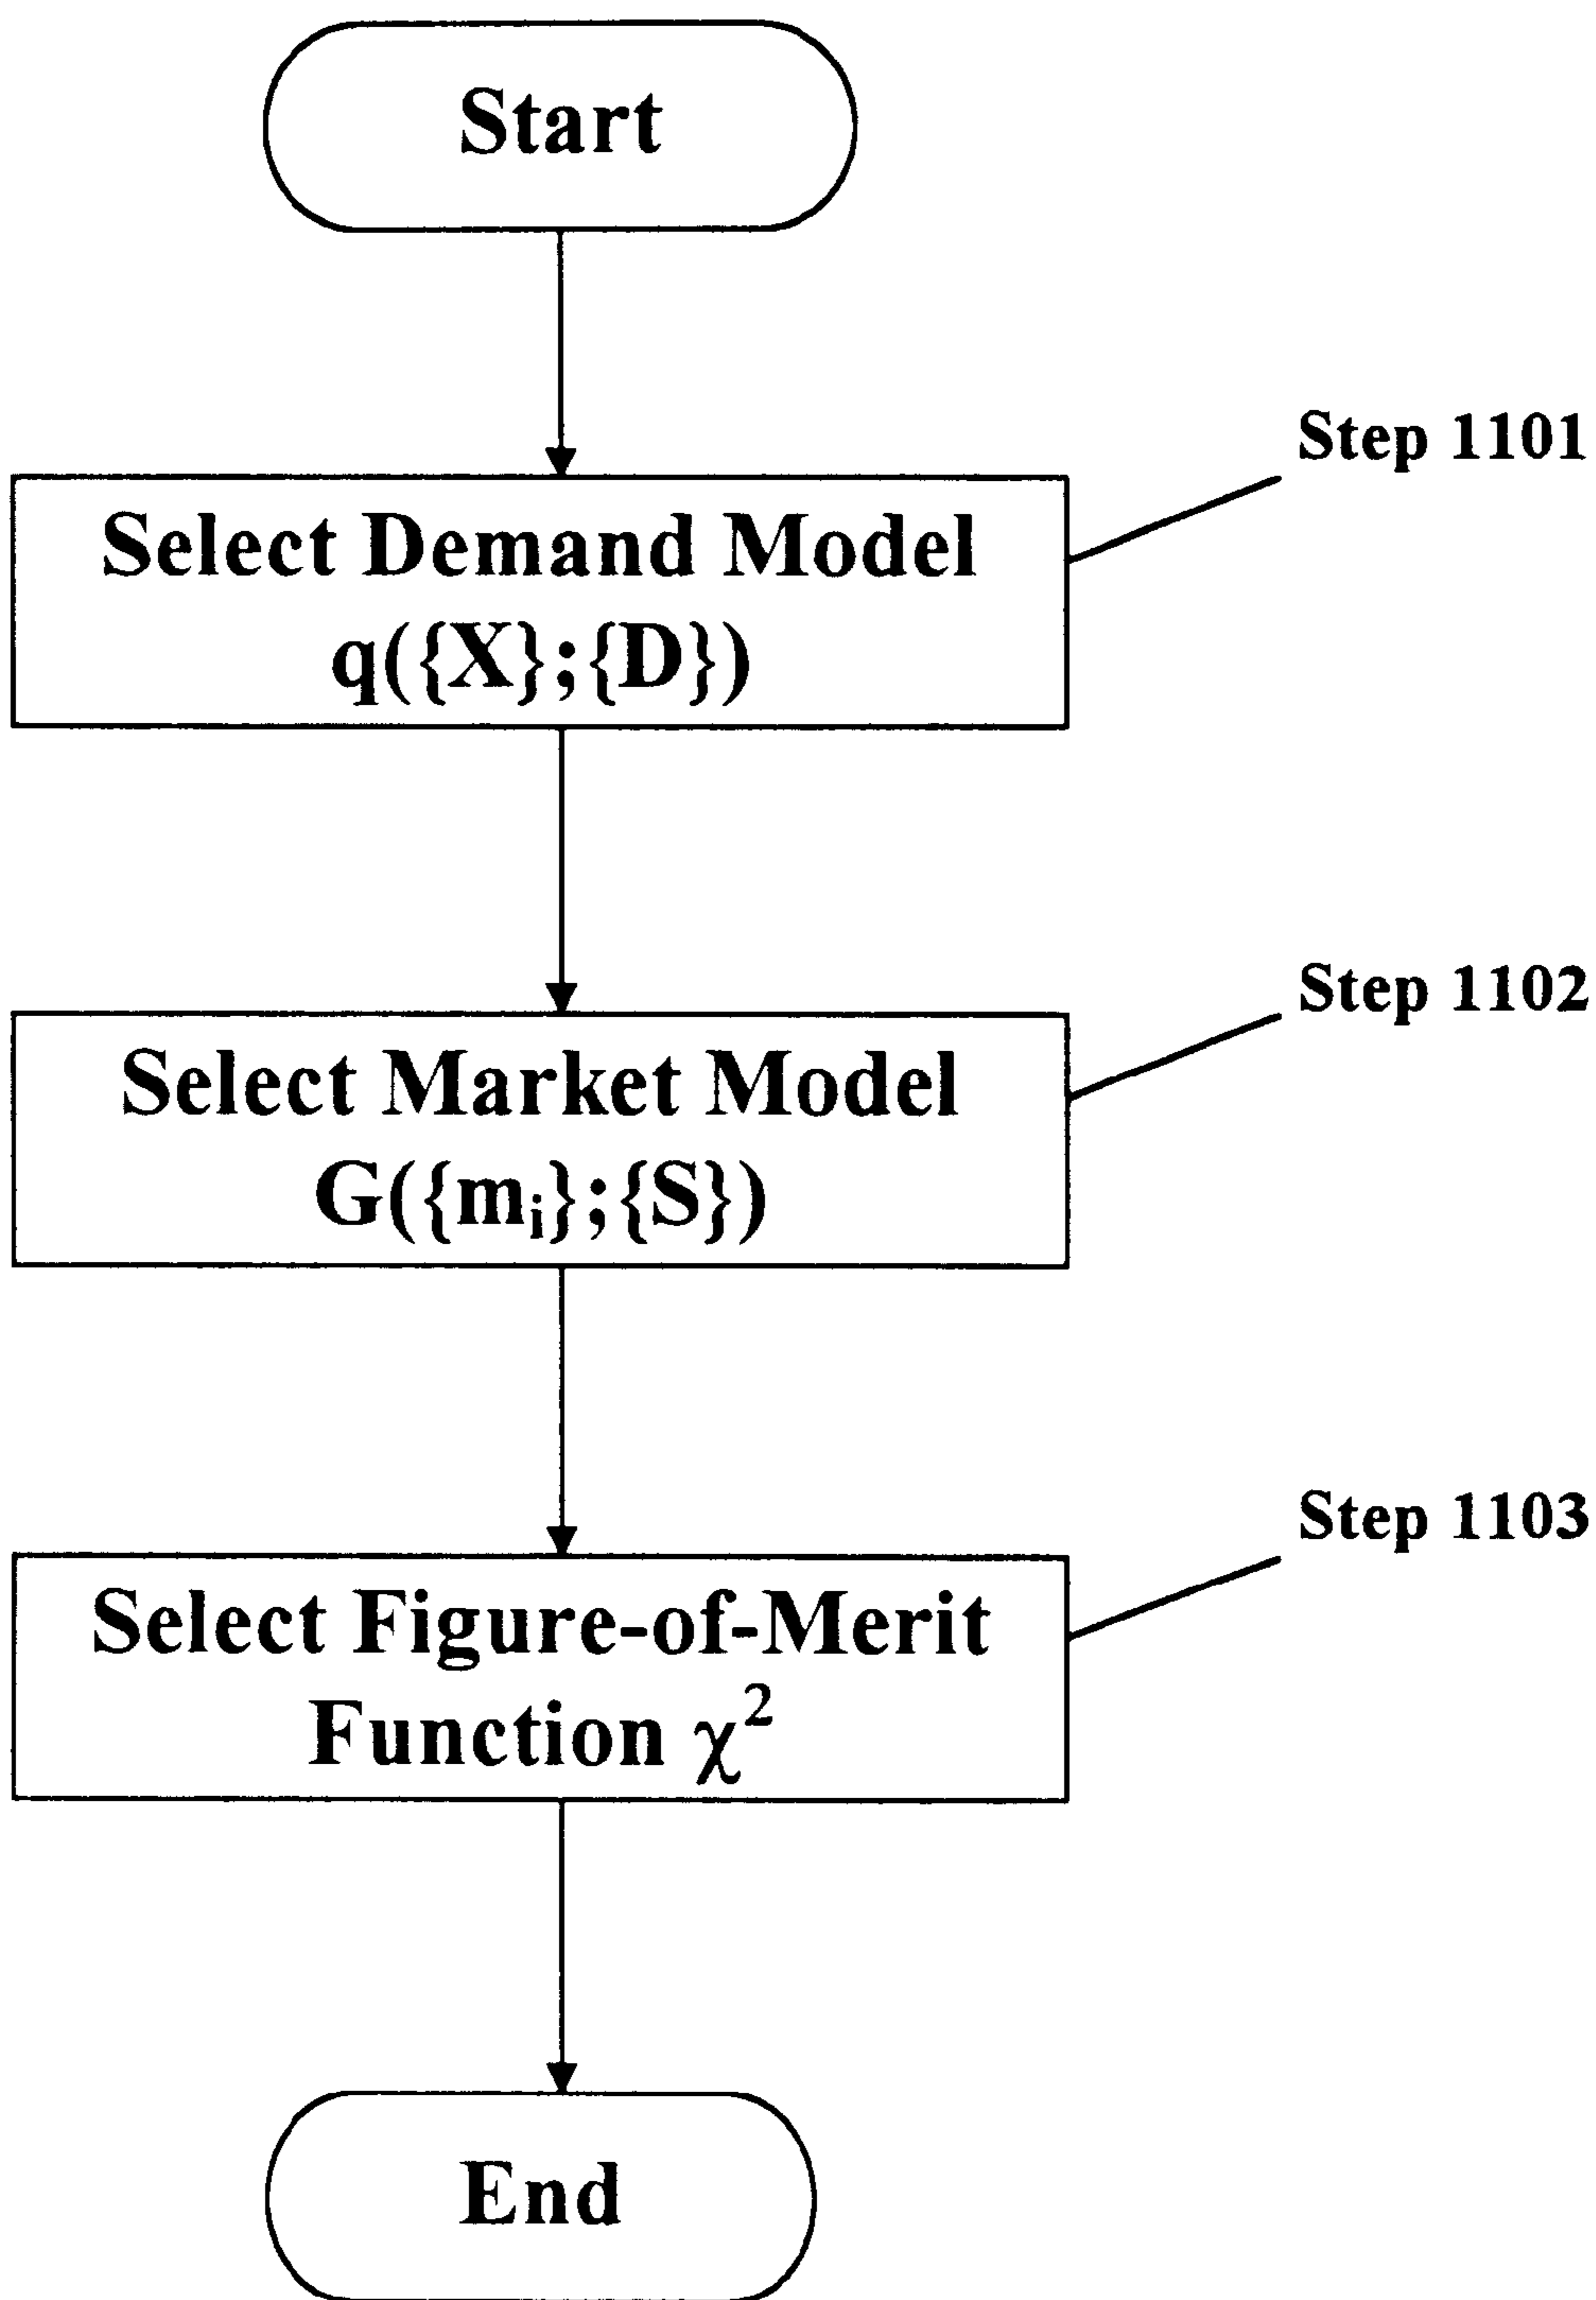 Start
Step 1101
Select Demand Model
q({X};{D})
Step 1102
Select Market Model
G({mᵢ};{S})
Step 1103
Select Figure-of-Merit
Function χ²
End